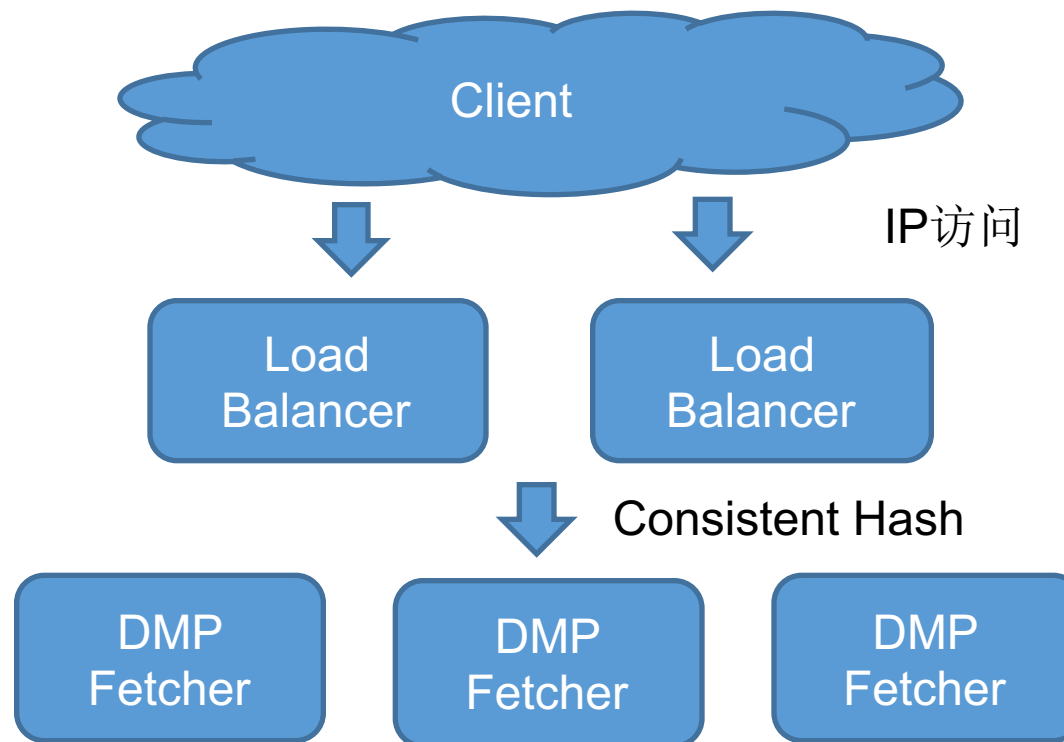 Client
IP访问
Load
Balancer
Load
Balancer
Consistent Hash
DMP
Fetcher
DMP
Fetcher
DMP
Fetcher